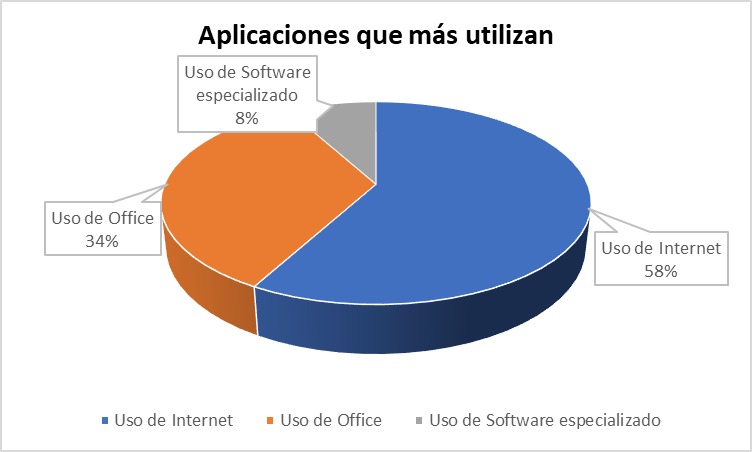 Aplicaciones que más utilizan
Uso de Software
especializado
8%
Uso de Office
34%
Uso de Internet
58%
Uso de Internet
Uso de Office
Uso de Software especializado